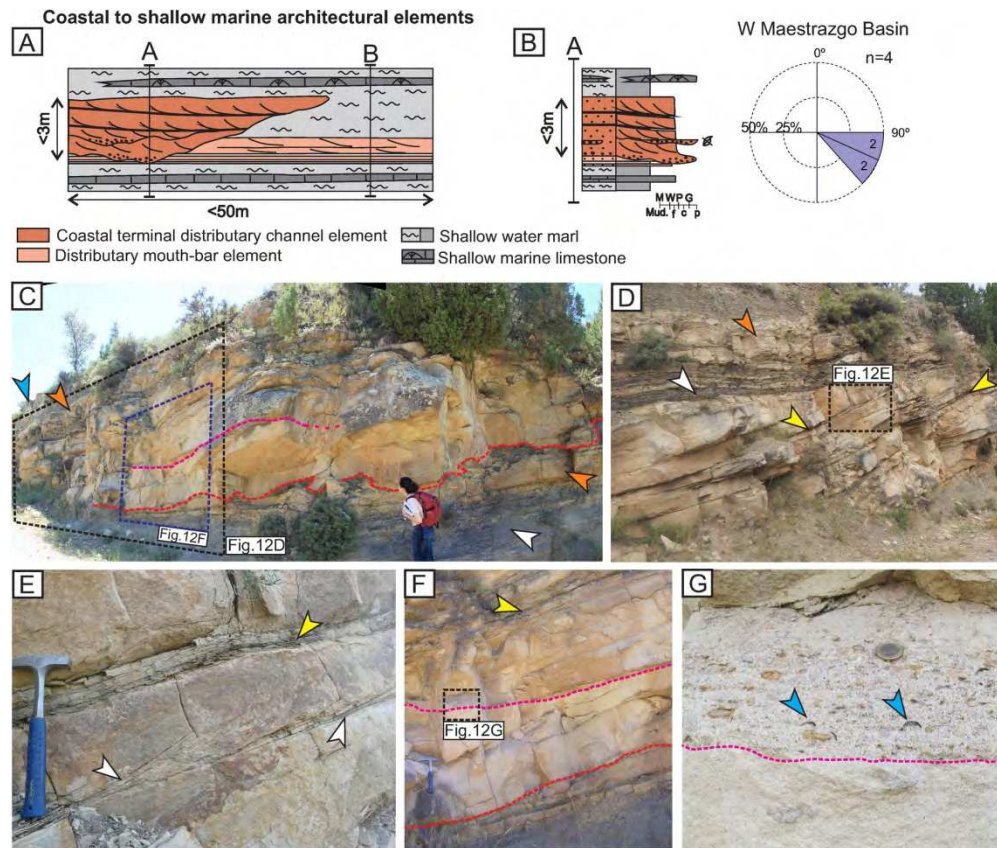 Coastal to shallow marine architectural elements
A
A
B
<3m
<50m
B
A
<3m
M W P G
Mud. f c p
W Maestrazgo Basin
0º
n=4
50%
25%
90º
2
2
Coastal terminal distributary channel element
Distributary mouth-bar element
Shallow water marl
Shallow marine limestone
C
Fig.12F
Fig.12D
D
Fig.12E
E
F
Fig.12G
G